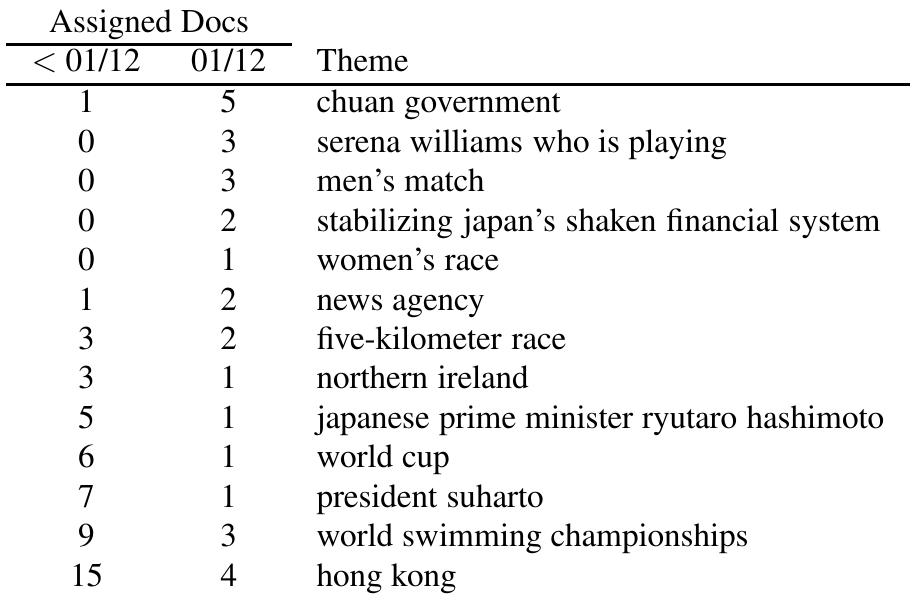 Assigned Docs
< 01/12 01/12 Theme
1 5 chuan government
0 3 serena williams who is playing
0 3 men's match
0 2 stabilizing japan's shaken financial system
0 1 women's race
1 2 news agency
3 2 five-kilometer race
3 1 northern ireland
5 1 japanese prime minister ryutaro hashimoto
6 1 world cup
7 1 president suharto
9 3 world swimming championships
15 4 hong kong